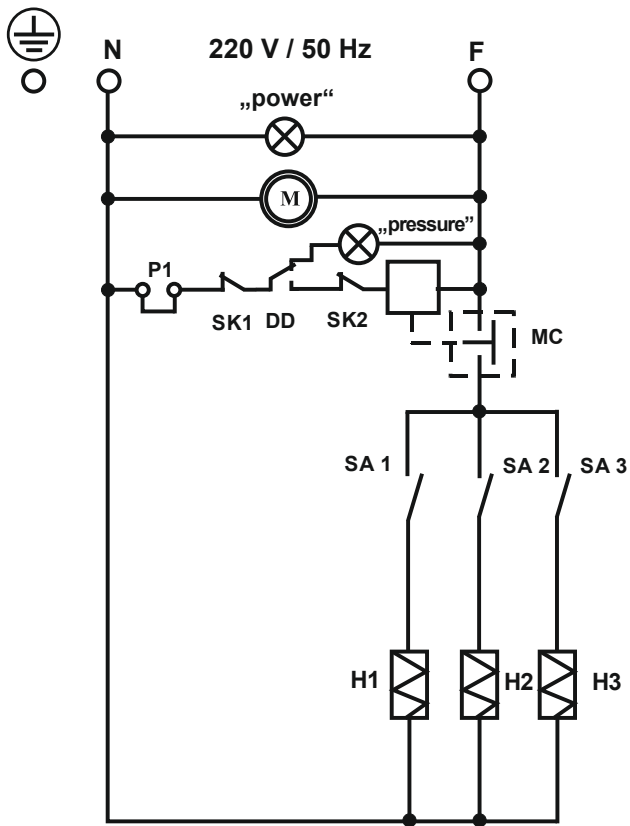 N 220 V / 50 Hz F
„power“
M
„pressure”
P1
SK1 DD SK2
MC
SA 1 SA 2 SA 3
H1 H2 H3